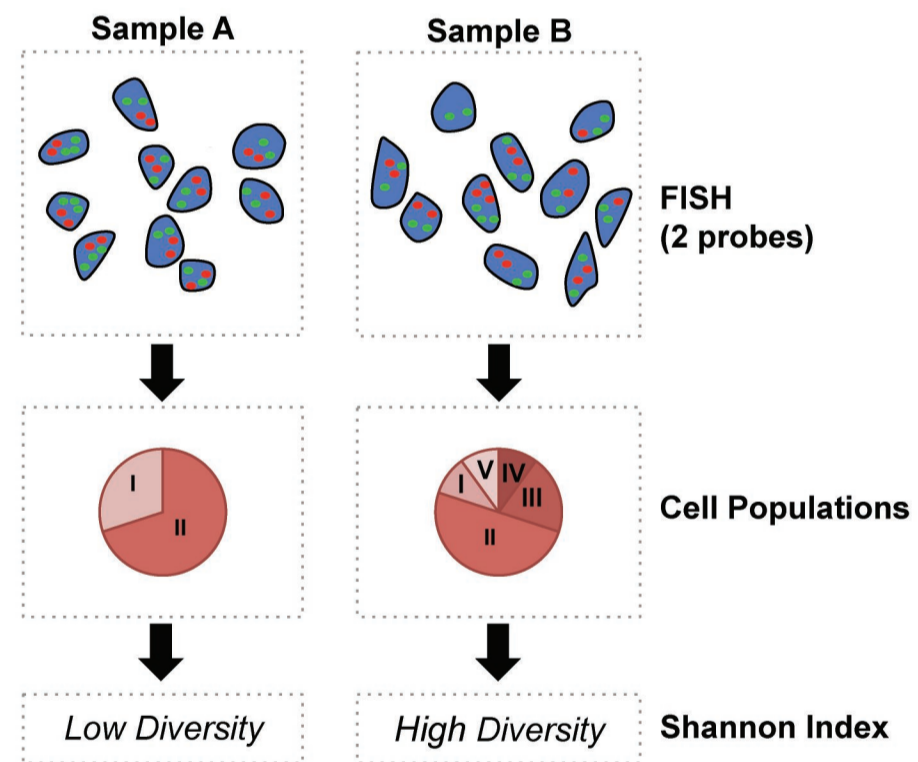 Sample A
Sample B
FISH
(2 probes)
I
II
V
IV
I
III
II
Cell Populations
Low Diversity
High Diversity
Shannon Index